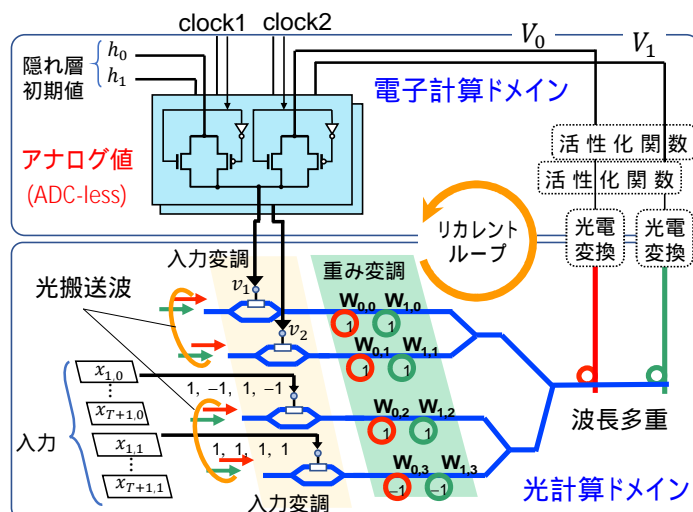 clock1 clock2
h₀
h₁
隠れ層
初期値
V₀
V₁
電子計算ドメイン
アナログ値
(ADC-less)
活性化関数
活性化関数
光電
変換
光電
変換
リカレント
ループ
入力変調
重み変調
光搬送波
v₁
v₂
W₀,₀ W₁,₀
1 1
W₀,₁ W₁,₁
1 1
入力
x₁,₀
⋮
x_T+1,0
x₁,₁
⋮
x_T+1,1
1, −1, 1, −1
1, 1, 1, 1
W₀,₂ W₁,₂
1 1
W₀,₃ W₁,₃
−1 −1
入力変調
波長多重
光計算ドメイン